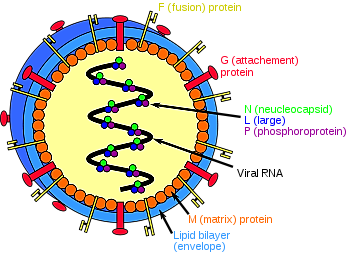 F (fusion) protein
G (attachement)
protein
N (neucleocapsid)
L (large)
P (phosphoroprotein)
Viral RNA
M (matrix) protein
Lipid bilayer
(envelope)